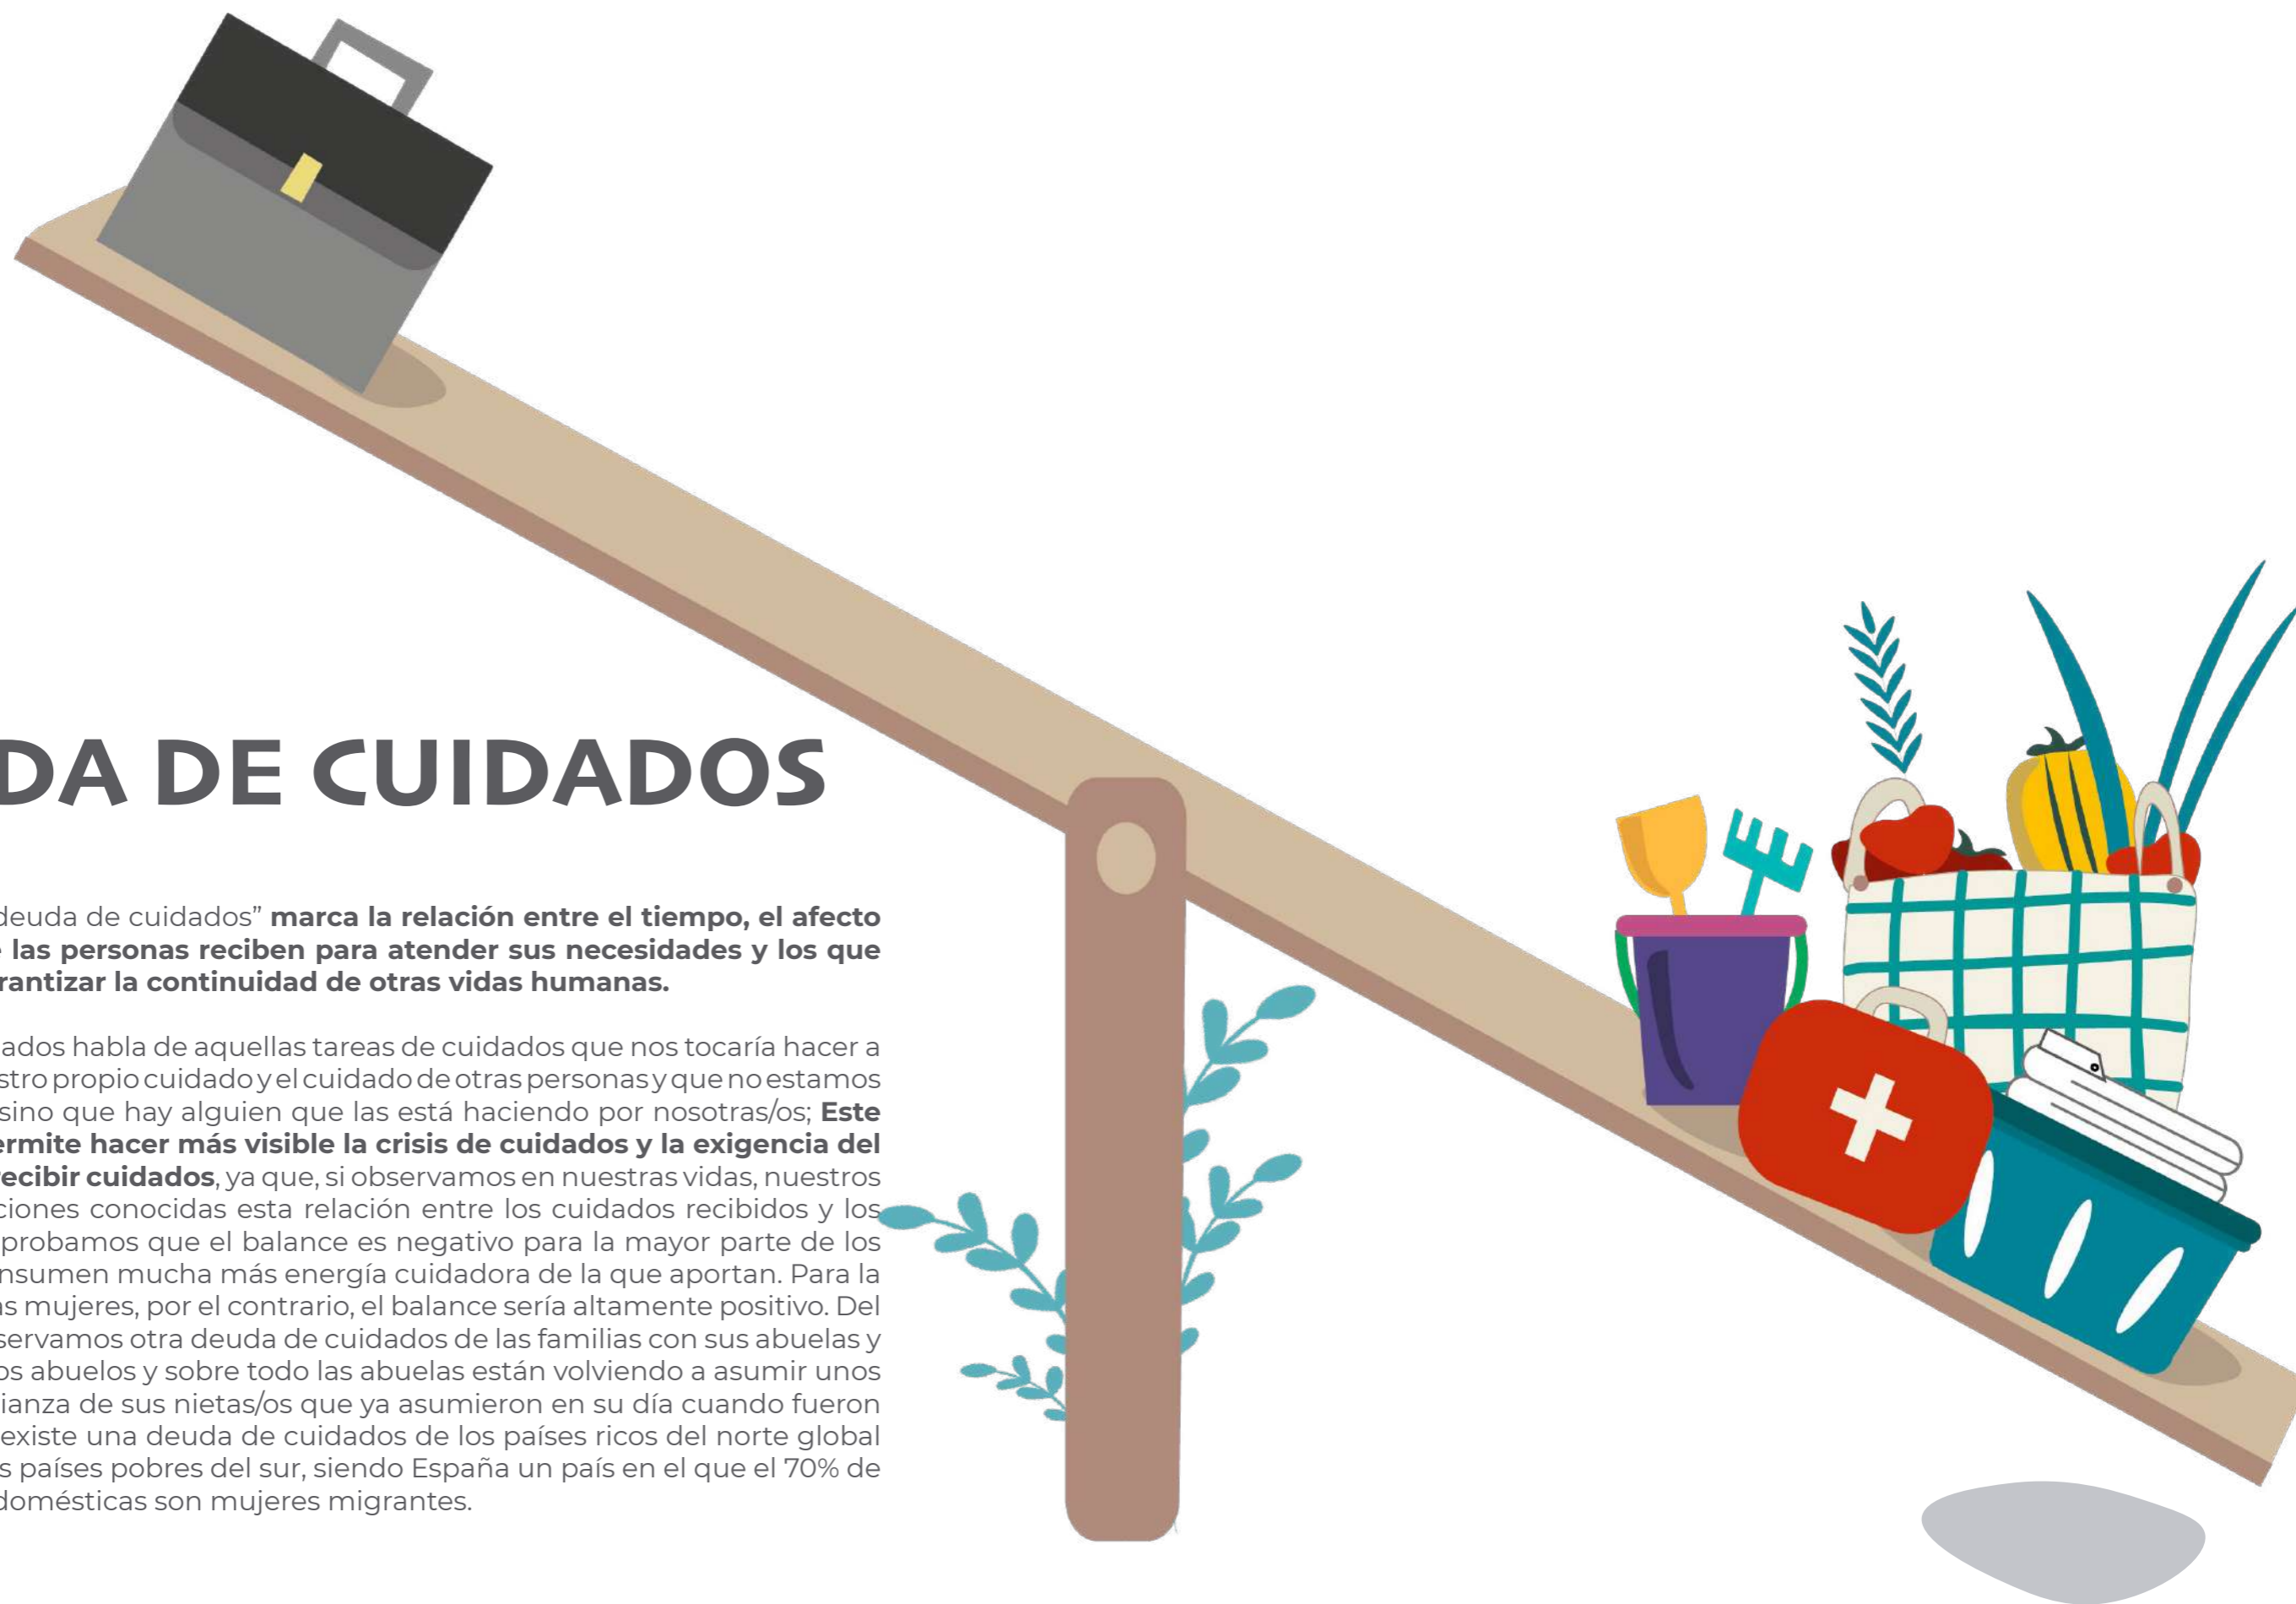 DA DE CUIDADOS
deuda de cuidados” marca la relación entre el tiempo, el afecto
las personas reciben para atender sus necesidades y los que
rantizar la continuidad de otras vidas humanas.
ados habla de aquellas tareas de cuidados que nos tocaría hacer a
stro propio cuidado y el cuidado de otras personas y que no estamos
sino que hay alguien que las está haciendo por nosotras/os; Este
ermite hacer más visible la crisis de cuidados y la exigencia del
recibir cuidados, ya que, si observamos en nuestras vidas, nuestros
ciones conocidas esta relación entre los cuidados recibidos y los
probamos que el balance es negativo para la mayor parte de los
nsumen mucha más energía cuidadora de la que aportan. Para la
as mujeres, por el contrario, el balance sería altamente positivo. Del
servamos otra deuda de cuidados de las familias con sus abuelas y
os abuelos y sobre todo las abuelas están volviendo a asumir unos
ianza de sus nietas/os que ya asumieron en su día cuando fueron
existe una deuda de cuidados de los países ricos del norte global
s países pobres del sur, siendo España un país en el que el 70% de
domésticas son mujeres migrantes.